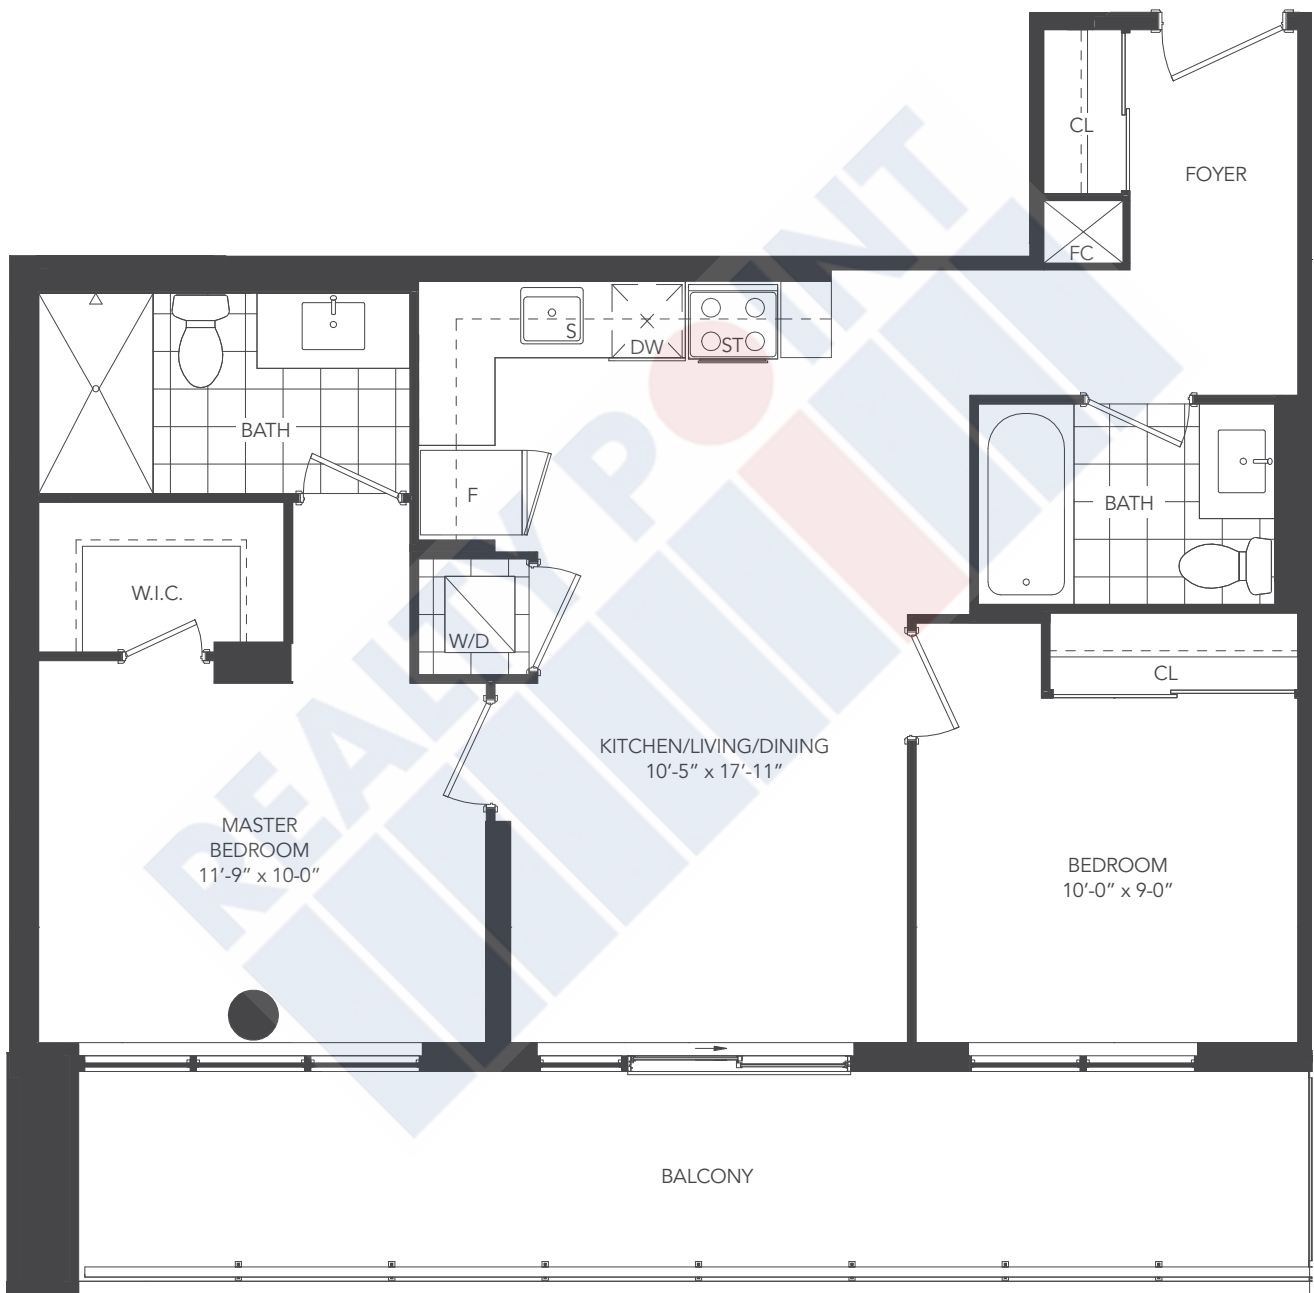 CL
FOYER
FC
S
DW
ST
BATH
F
BATH
W.I.C.
W/D
CL
KITCHEN/LIVING/DINING
10'-5" x 17'-11"
MASTER
BEDROOM
11'-9" x 10-0"
BEDROOM
10'-0" x 9-0"
BALCONY
REALTY POINT